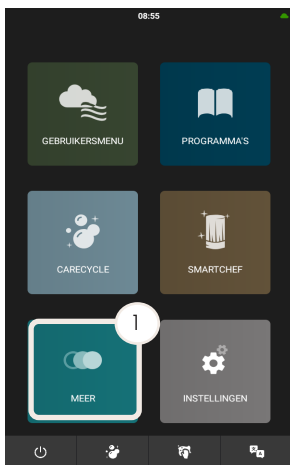 08:55
GEBRUIKERSMENU
PROGRAMMA'S
CARECYCLE
SMARTCHEF
1
MEER
INSTELLINGEN